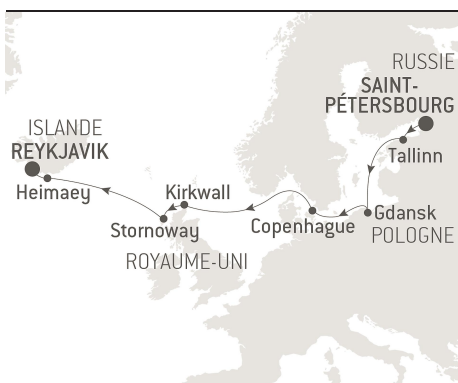 RUSSIE
SAINT-
PÉTERSBOURG
Tallinn
ISLANDE
REYKJAVIK
Heimaey
Kirkwall
Stornoway
Copenhague
Gdansk
POLOGNE
ROYAUME-UNI